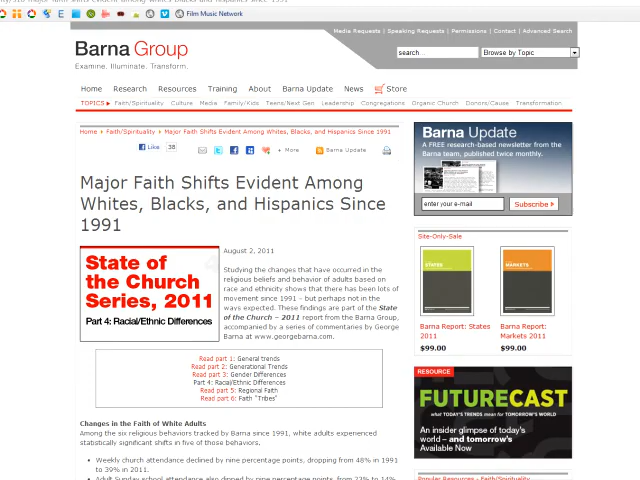 Film Music Network
Media Requests | Speaking Requests | Permissions | Contact | Advanced Search
Barna Group
Examine. Illuminate. Transform.
search...
Browse by Topic
Home Research Resources Training About Barna Update News Store
TOPICS Faith/Spirituality Culture Media Family/Kids Teens/Next Gen Leadership Congregations Organic Church Donors/Cause Transformation
Home Faith/Spirituality Major Faith Shifts Evident Among Whites, Blacks, and Hispanics Since 1991
Like 38 + More Barna Update
Major Faith Shifts Evident Among
Whites, Blacks, and Hispanics Since
1991
State of
the Church
Series, 2011
Part 4: Racial/Ethnic Differences
August 2, 2011
Studying the changes that have occurred in the
religious beliefs and behavior of adults based on
race and ethnicity shows that there has been lots of
movement since 1991 – but perhaps not in the
ways expected. These findings are part of the State
of the Church – 2011 report from the Barna Group,
accompanied by a series of commentaries by George
Barna at www.georgebarna.com.
Read part 1: General trends
Read part 2: Generational Trends
Read part 3: Gender Differences
Part 4: Racial/Ethnic Differences
Read part 5: Regional Faith
Read part 6: Faith "Tribes"
Changes in the Faith of White Adults
Among the six religious behaviors tracked by Barna since 1991, white adults experienced
statistically significant shifts in five of those behaviors.
Weekly church attendance declined by nine percentage points, dropping from 48% in 1991
to 39% in 2011.
Adult Sunday school attendance also dipped by nine percentage points, from 23% to 14%
Barna Update
A FREE research-based newsletter from the
Barna team, published twice monthly.
enter your e-mail
Subscribe
Site-Only-Sale
STATES
MARKETS
Barna Report: States
2011
$99.00
Barna Report:
Markets 2011
$99.00
RESOURCE
FUTURECAST
what TODAY'S TRENDS mean for TOMORROW'S WORLD
An insider glimpse of today's
world – and tomorrow's
Available Now
Popular Resources - Faith/Spirituality